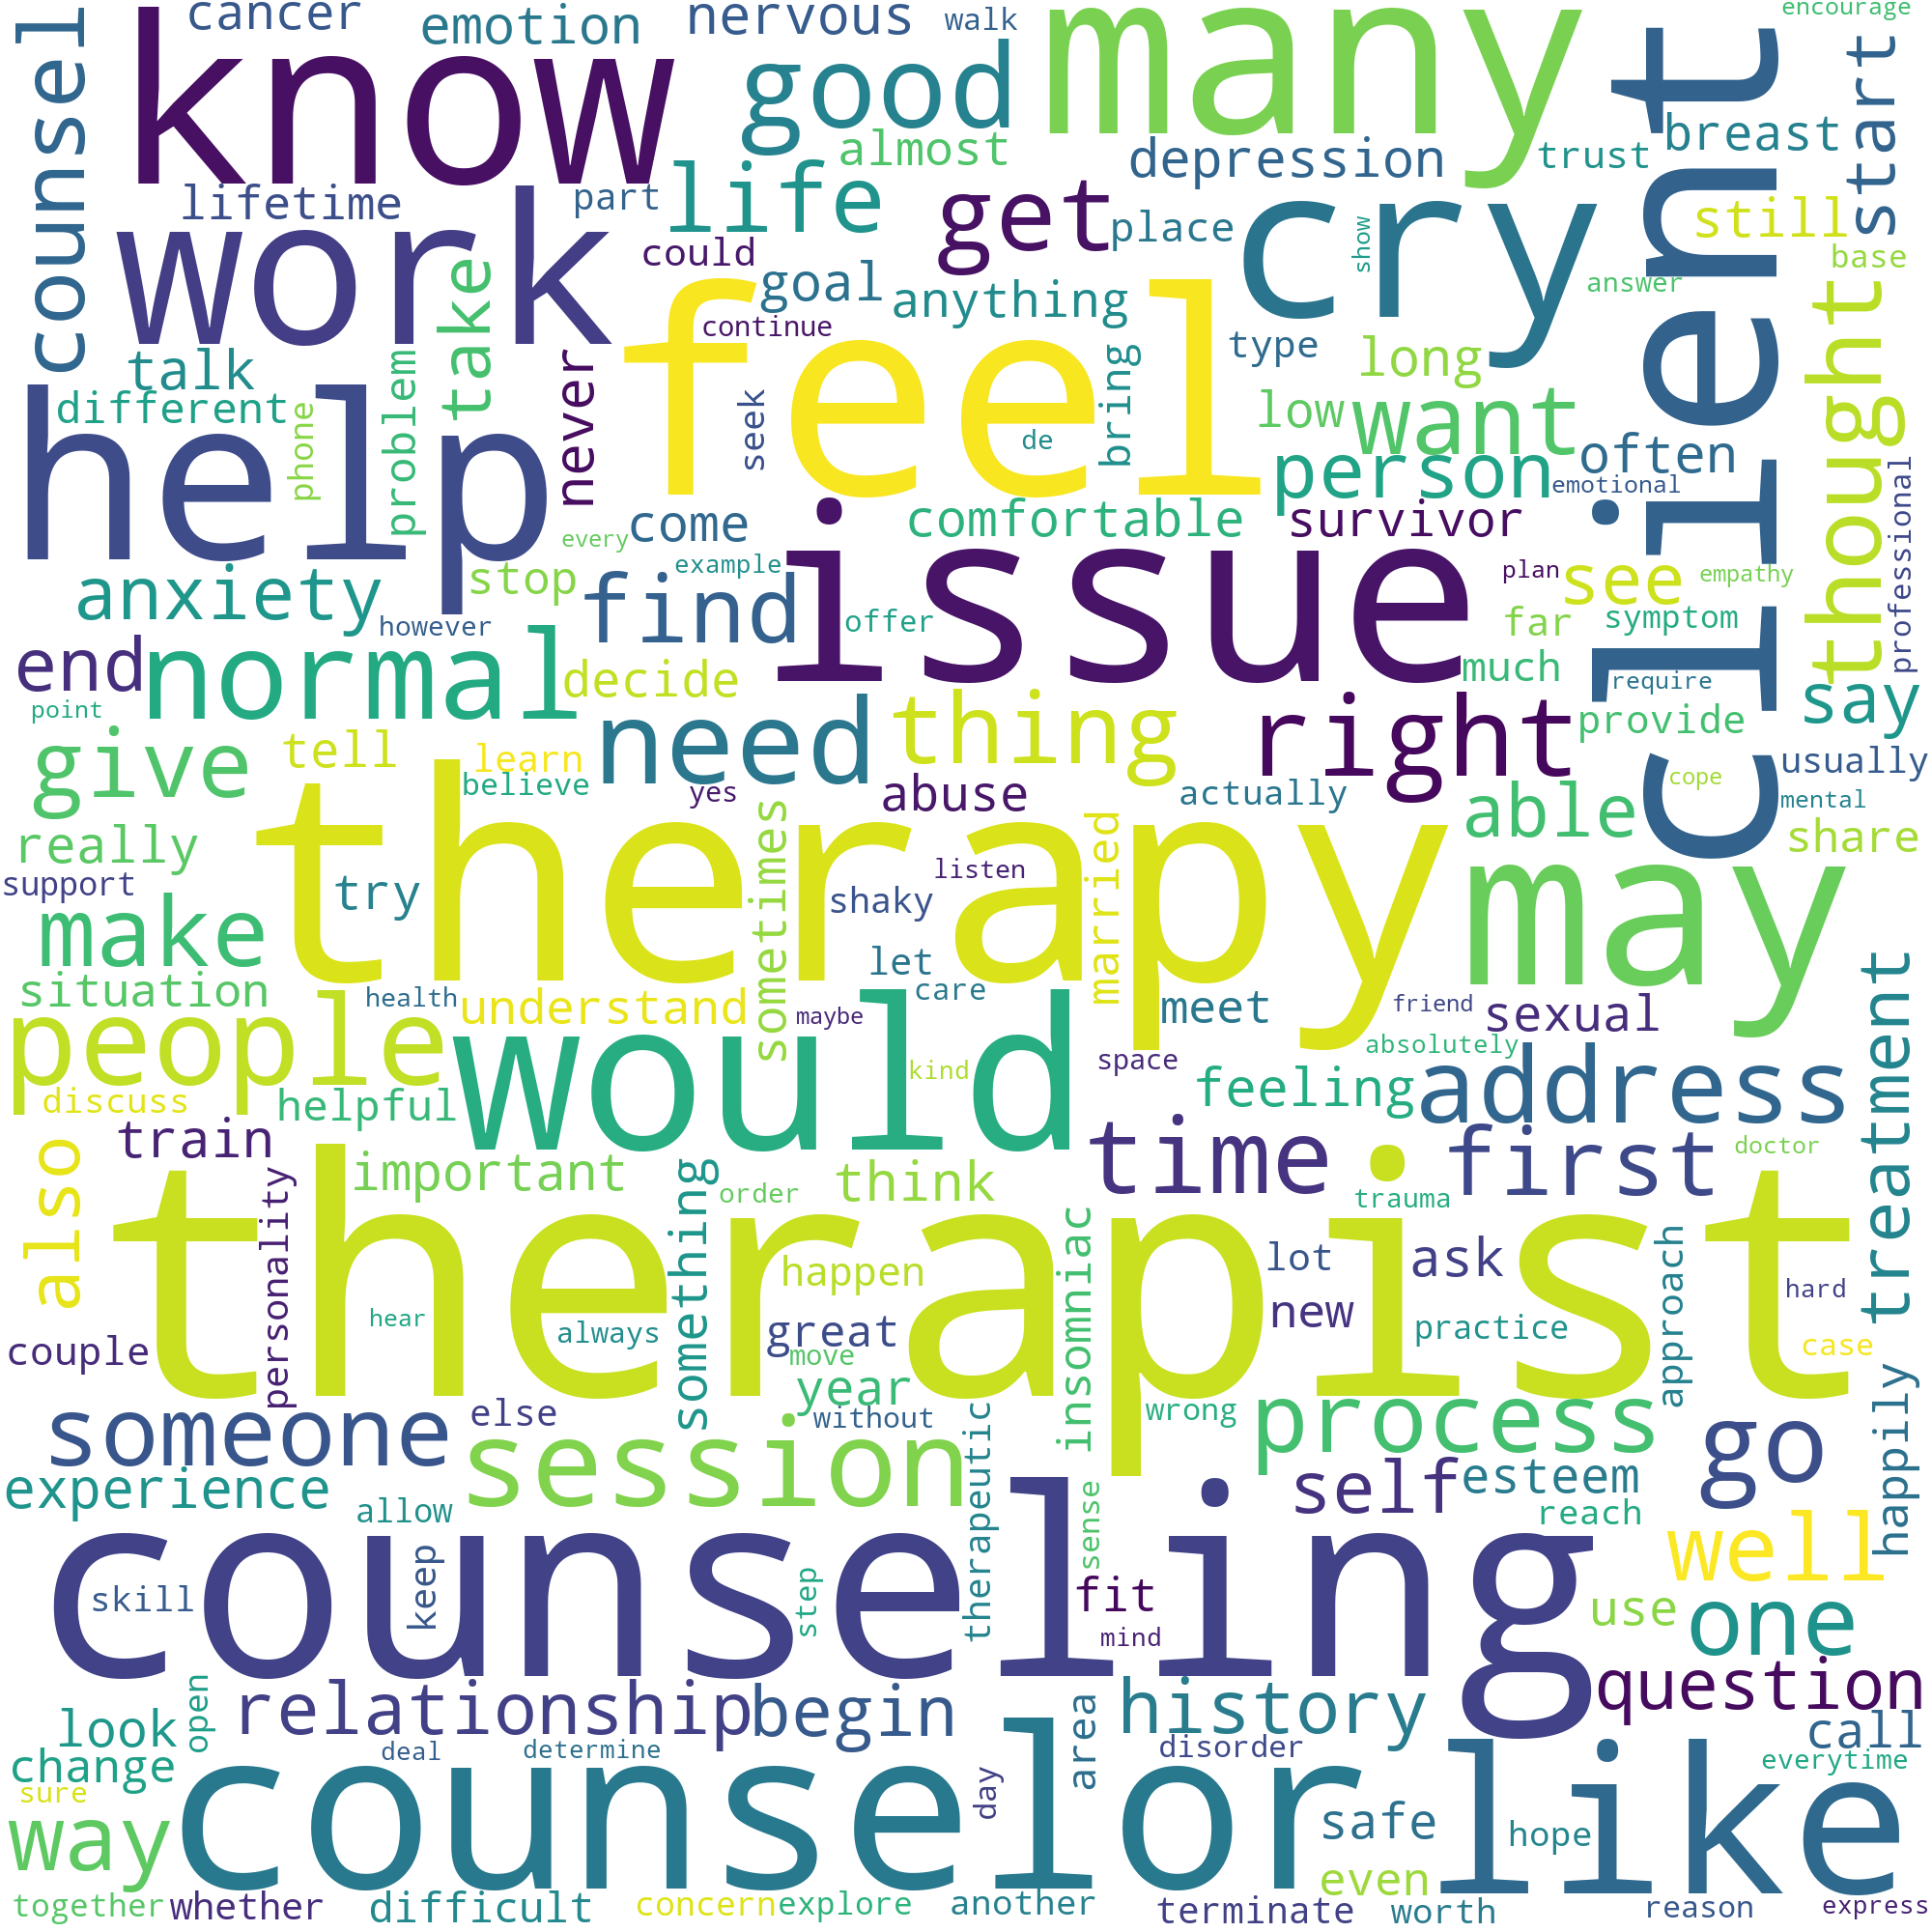 cancer
nervous
walk
encourage
emotion
counsel
know
good
many
client
start
almost
depression
trust
breast
lifetime
part
life
get
place
cry
still
work
take
could
goal
anything
show
answer
base
thought
continue
feel
bring
type
long
talk
different
phone
problem
never
seek
de
low
want
often
help
person
emotional
professional
every
come
comfortable
survivor
anxiety
stop
example
issue
plan
see
empathy
however
find
offer
far
symptom
end
normal
decide
much
require
say
point
need
thing
right
provide
give
tell
learn
believe
yes
abuse
actually
cope
usually
mental
really
therapy
sometimes
married
able
share
support
try
listen
shaky
may
make
let
treatment
situation
health
understand
care
maybe
meet
friend
sexual
people
would
kind
space
absolutely
discuss
helpful
feeling
address
also
train
important
something
order
think
time
first
doctor
personality
therapist
trauma
insomniac
happen
lot
ask
approach
hard
hear
always
great
new
practice
couple
move
year
case
happily
someone
else
without
therapeutic
wrong
process
go
experience
session
self
esteem
allow
sense
reach
counseling
well
skill
keep
step
fit
mind
use
one
look
open
relationship
begin
area
history
question
change
deal
determine
disorder
call
everytime
sure
day
way
counselor
safe
like
hope
even
together
whether
difficult
concern
explore
another
terminate
worth
reason
express